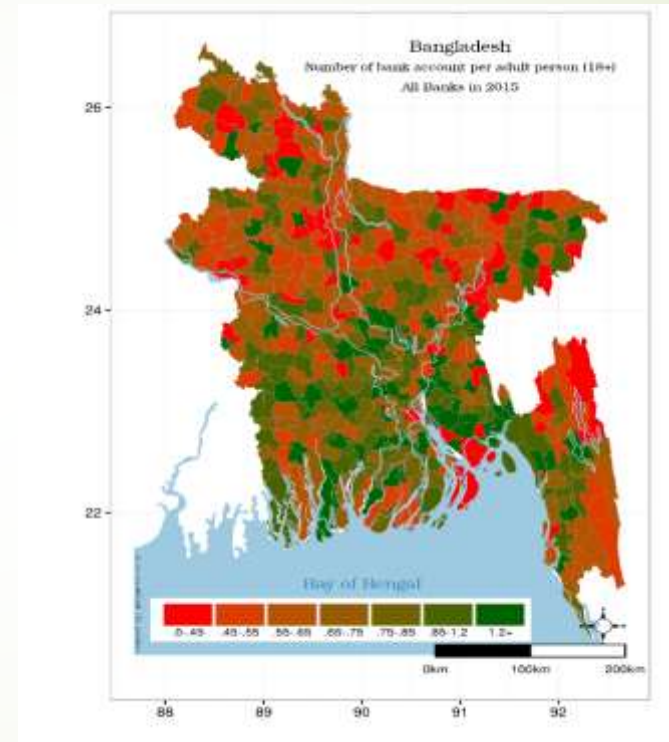 Bangladesh
Number of bank account per adult person (18+)
All Banks in 2015
26
24
22
Bay of Bengal
.0-.45 .45-.55 .55-.65 .65-.75 .75-.85 .85-1.2 1.2+
0km 100km 200km
88 89 90 91 92